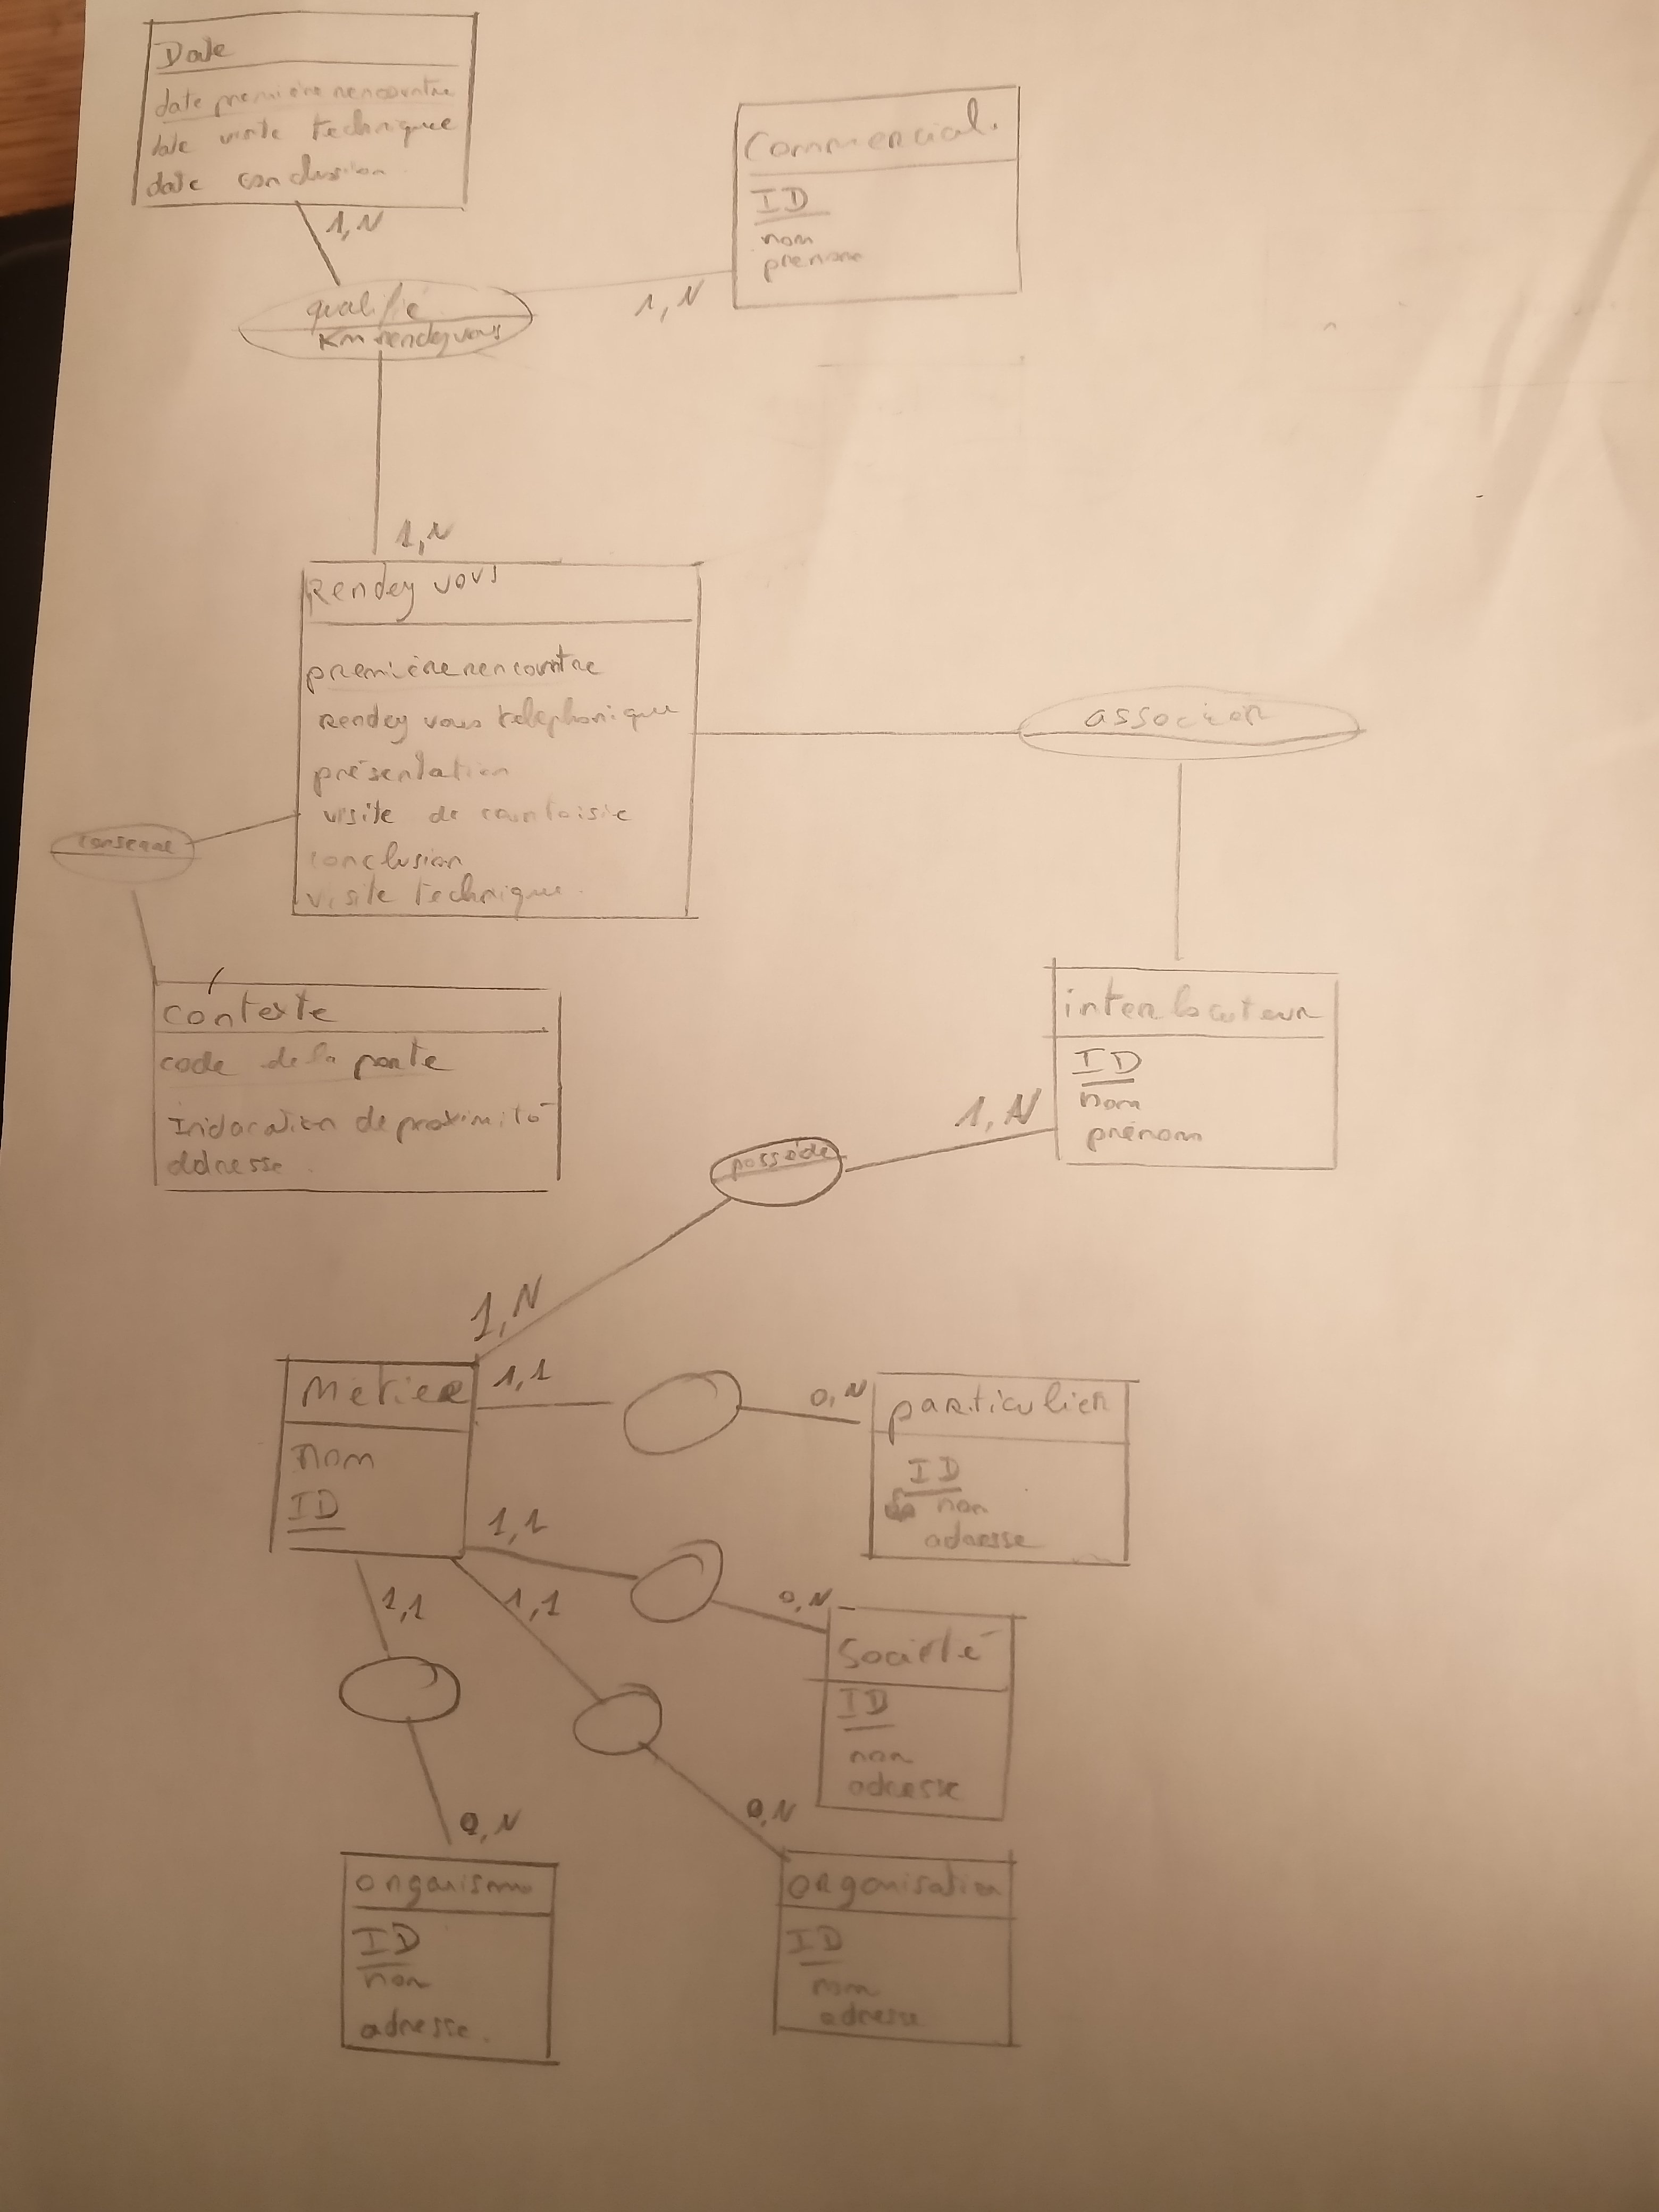 Date
date première rencontre
date visite technique
date conclusion
1,N
Commercial.
ID
nom
prenom
1,N
qualifié
Km rendez vous
1,N
Rendez vous
première rencontre
Rendez vous telephonique
présentation
visite de courtoisie
conclusion
visite technique.
associer
contexte
code de la porte
de proximité
adresse.
interlocuteur
ID
nom
prénom
1,N
possède
1,N
Metier
nom
ID
1,1
0,N
particulier
ID
nom
adresse
1,1
0,N
Société
ID
nom
adresse
1,1
1,1
0,N
0,N
organisme
ID
nom
adresse.
organisation
ID
nom
adresse